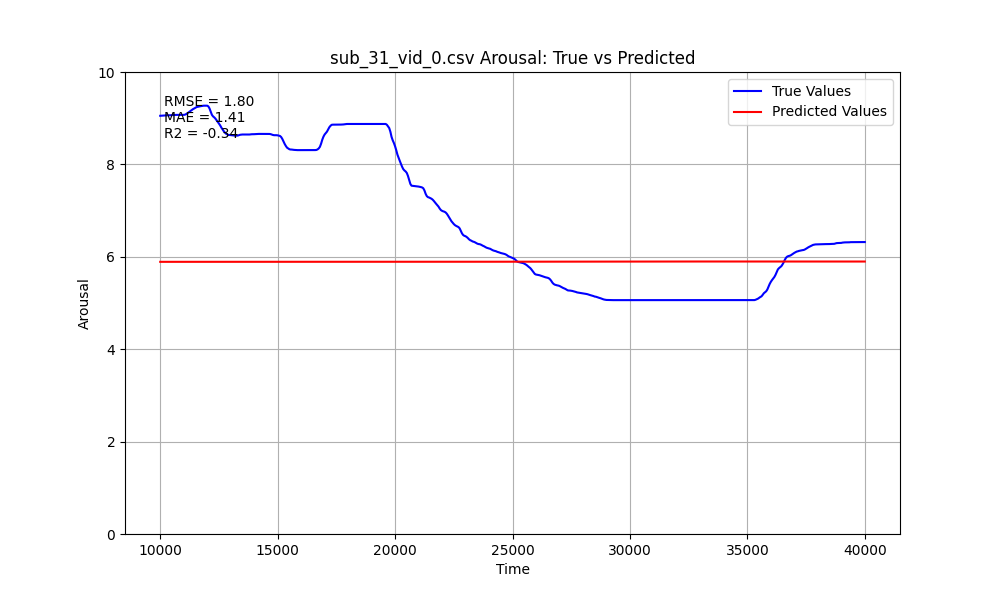 sub_31_vid_0.csv Arousal: True vs Predicted
RMSE = 1.80
MAE = 1.41
R2 = -0.34
True Values
Predicted Values
10
8
6
4
2
0
Arousal
10000 15000 20000 25000 30000 35000 40000
Time